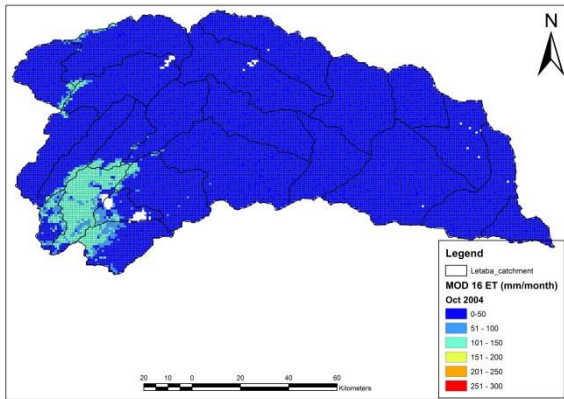 N
Legend
Letaba_catchment
MOD 16 ET (mm/month)
Oct 2004
0-50
51 - 100
101 - 150
151 - 200
201 - 250
251 - 300
20 10 0 20 40 60
Kilometers